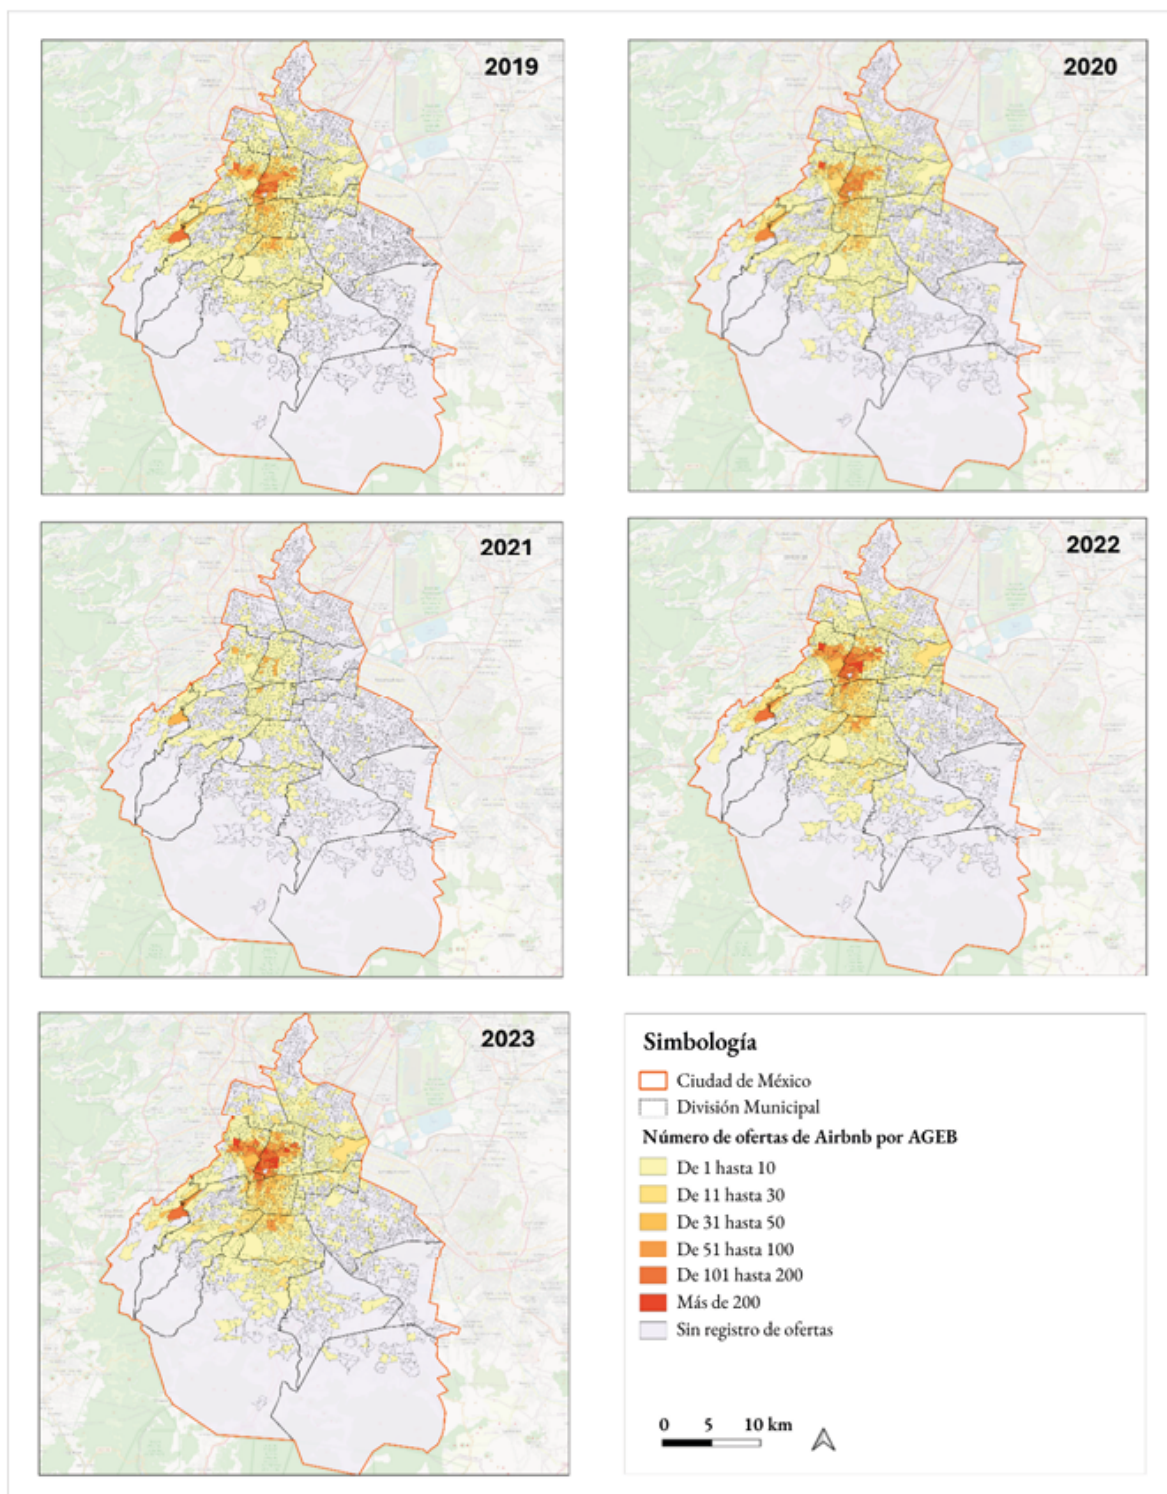 2019
2020
2021
2022
2023
Simbología
Ciudad de México
División Municipal
Número de ofertas de Airbnb por AGEB
De 1 hasta 10
De 11 hasta 30
De 31 hasta 50
De 51 hasta 100
De 101 hasta 200
Más de 200
Sin registro de ofertas
0 5 10 km